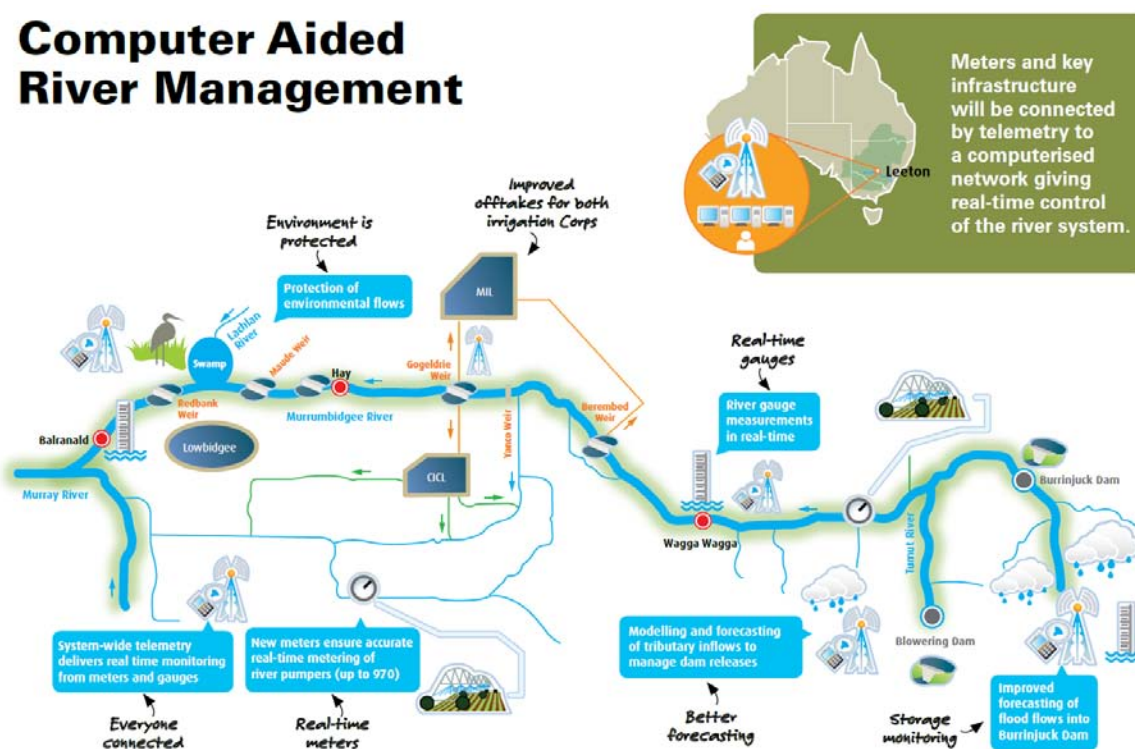 Computer Aided
River Management
Meters and key
infrastructure
will be connected
by telemetry to
a computerised
network giving
real-time control
of the river system.
Leeton
Improved
offtakes for both
irrigation Corps
Environment is
protected
Protection of
environmental flows
MIL
Lachlan
River
Swamp
Maude Weir
Hay
Gogeldrie
Weir
Real-time
gauges
River gauge
measurements
in real-time
Redbank
Weir
Murrumbidgee River
Yanco Weir
Berembed
Weir
Balranald
Lowbidgee
CICL
Murray River
Burrinjuck Dam
Wagga Wagga
Tumut River
Blowering Dam
System-wide telemetry
delivers real time monitoring
from meters and gauges
New meters ensure accurate
real-time metering of
river pumpers (up to 970)
Modelling and forecasting
of tributary inflows to
manage dam releases
Improved
forecasting of
flood flows into
Burrinjuck Dam
Everyone
connected
Real-time
meters
Better
forecasting
Storage
monitoring